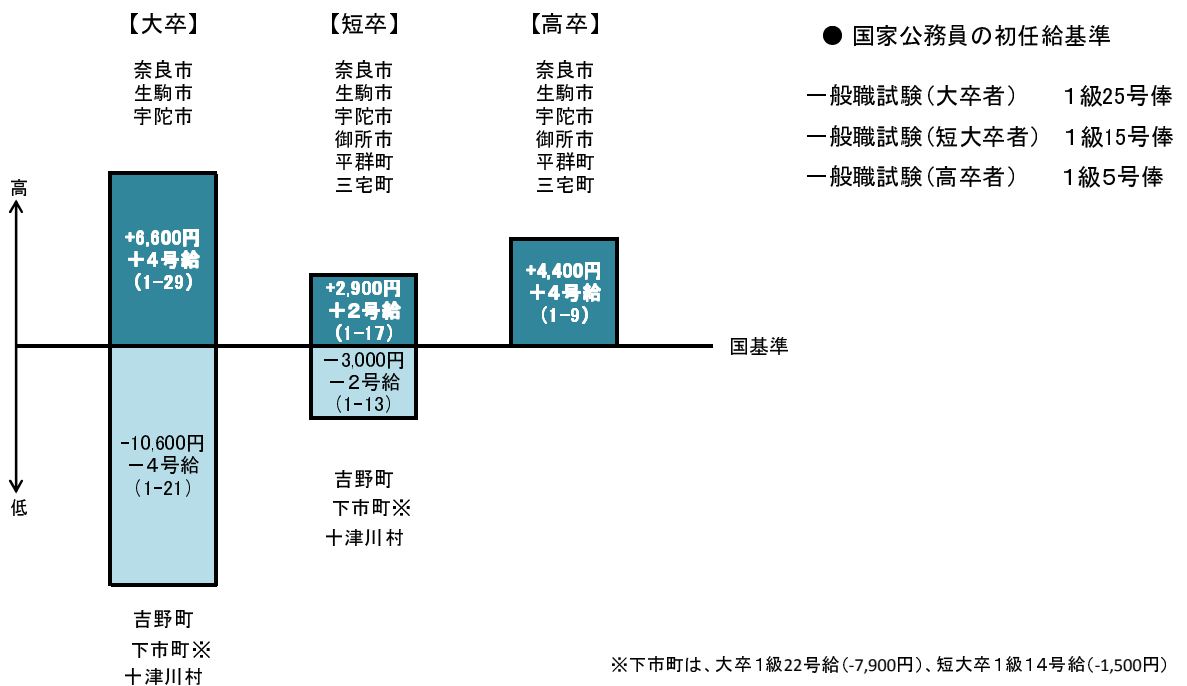 【大卒】
奈良市
生駒市
宇陀市
+6,600円
＋４号給
(1−29)
-10,600円
－４号給
(1-21)
吉野町
下市町※
十津川村
【短卒】
奈良市
生駒市
宇陀市
御所市
平群町
三宅町
+2,900円
＋２号給
(1−17)
－3,000円
－２号給
(1-13)
吉野町
下市町※
十津川村
【高卒】
奈良市
生駒市
宇陀市
御所市
平群町
三宅町
+4,400円
＋４号給
(1−9)
高
低
国基準
● 国家公務員の初任給基準
一般職試験（大卒者） １級25号俸
一般職試験（短大卒者） １級15号俸
一般職試験（高卒者） １級５号俸
※下市町は、大卒１級22号給(-7,900円)、短大卒１級１４号給(-1,500円)